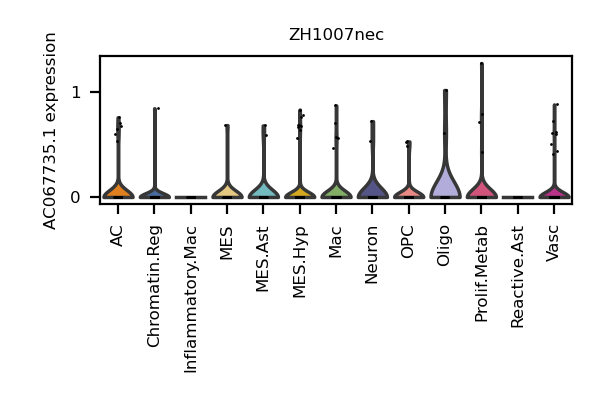 ZH1007nec
AC067735.1 expression
1
0
AC
Chromatin.Reg
Inflammatory.Mac
MES
MES.Ast
MES.Hyp
Mac
Neuron
OPC
Oligo
Prolif.Metab
Reactive.Ast
Vasc